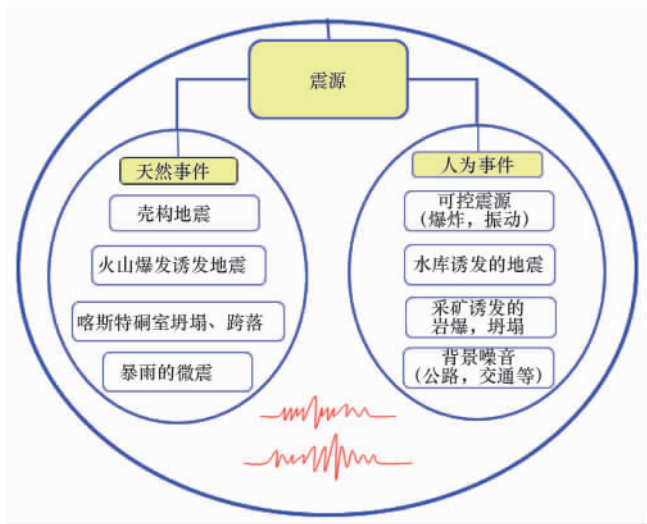 震源
天然事件
壳构地震
火山爆发诱发地震
喀斯特硐室坍塌、跨落
暴雨的微震
人为事件
可控震源
(爆炸，振动)
水库诱发的地震
采矿诱发的
岩爆，坍塌
背景噪音
(公路，交通等)